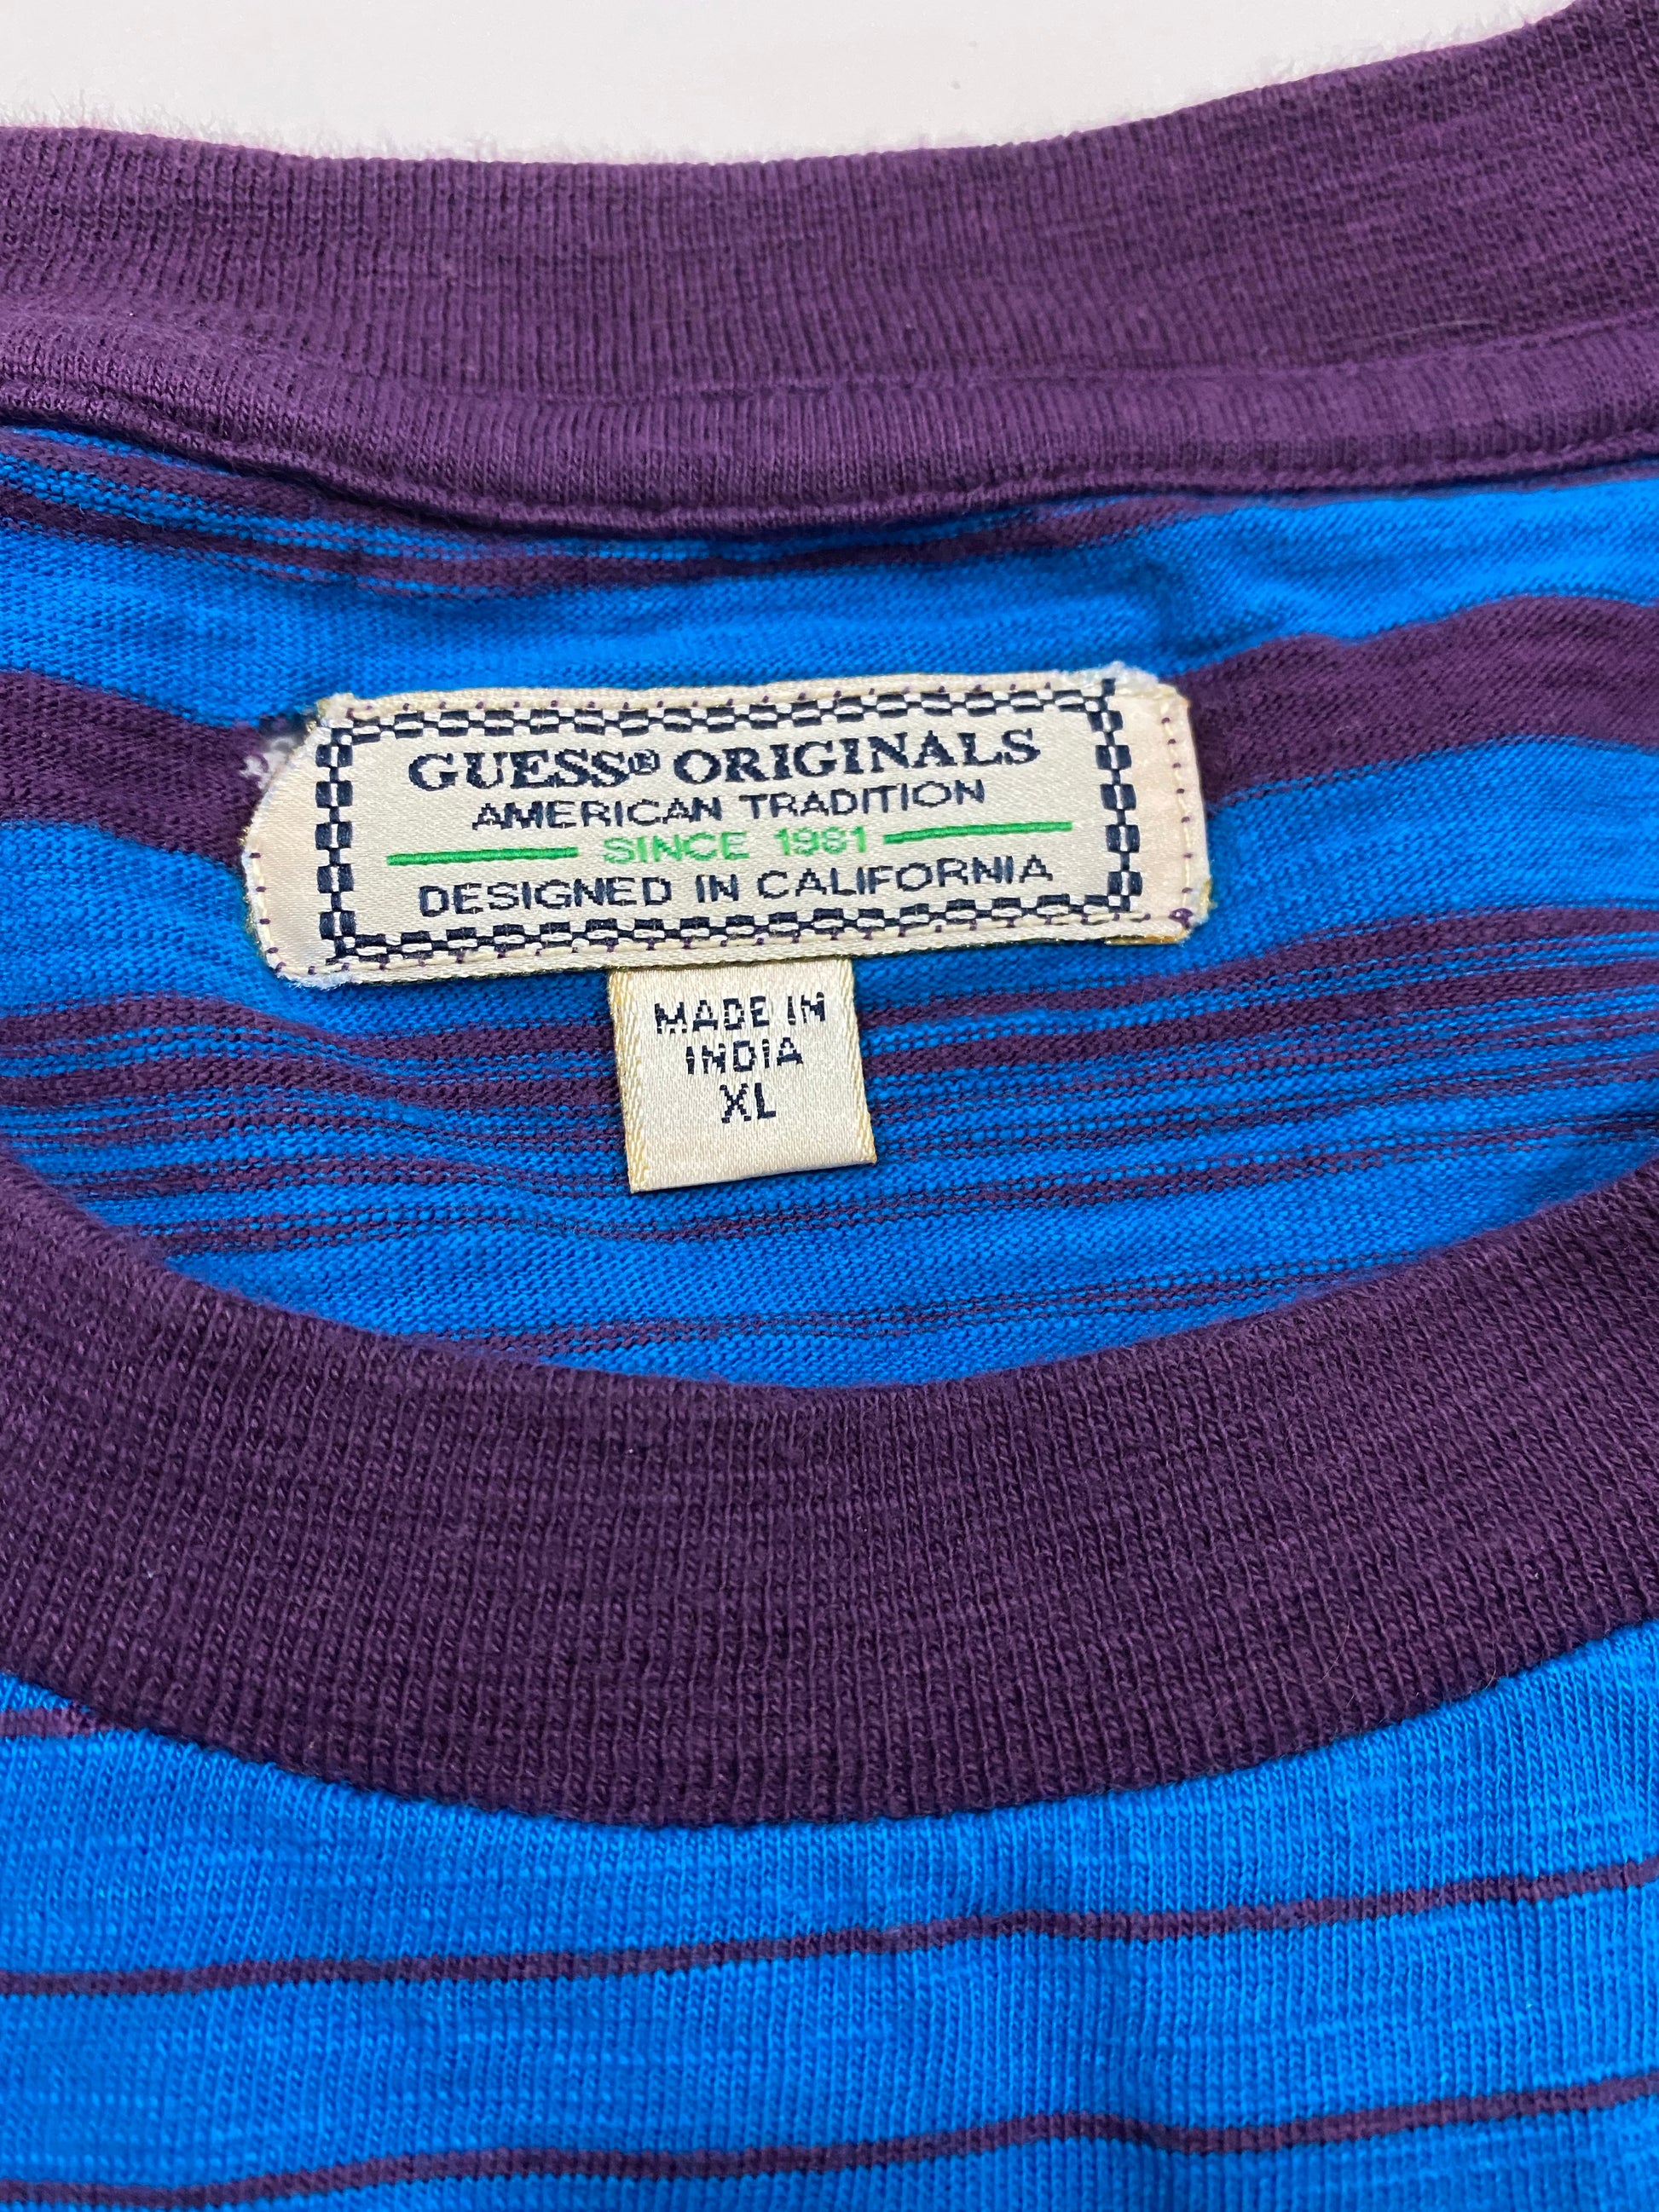 GUESS® ORIGINALS
AMERICAN TRADITION
SINCE 1981
DESIGNED IN CALIFORNIA
MADE IN
INDIA
XL